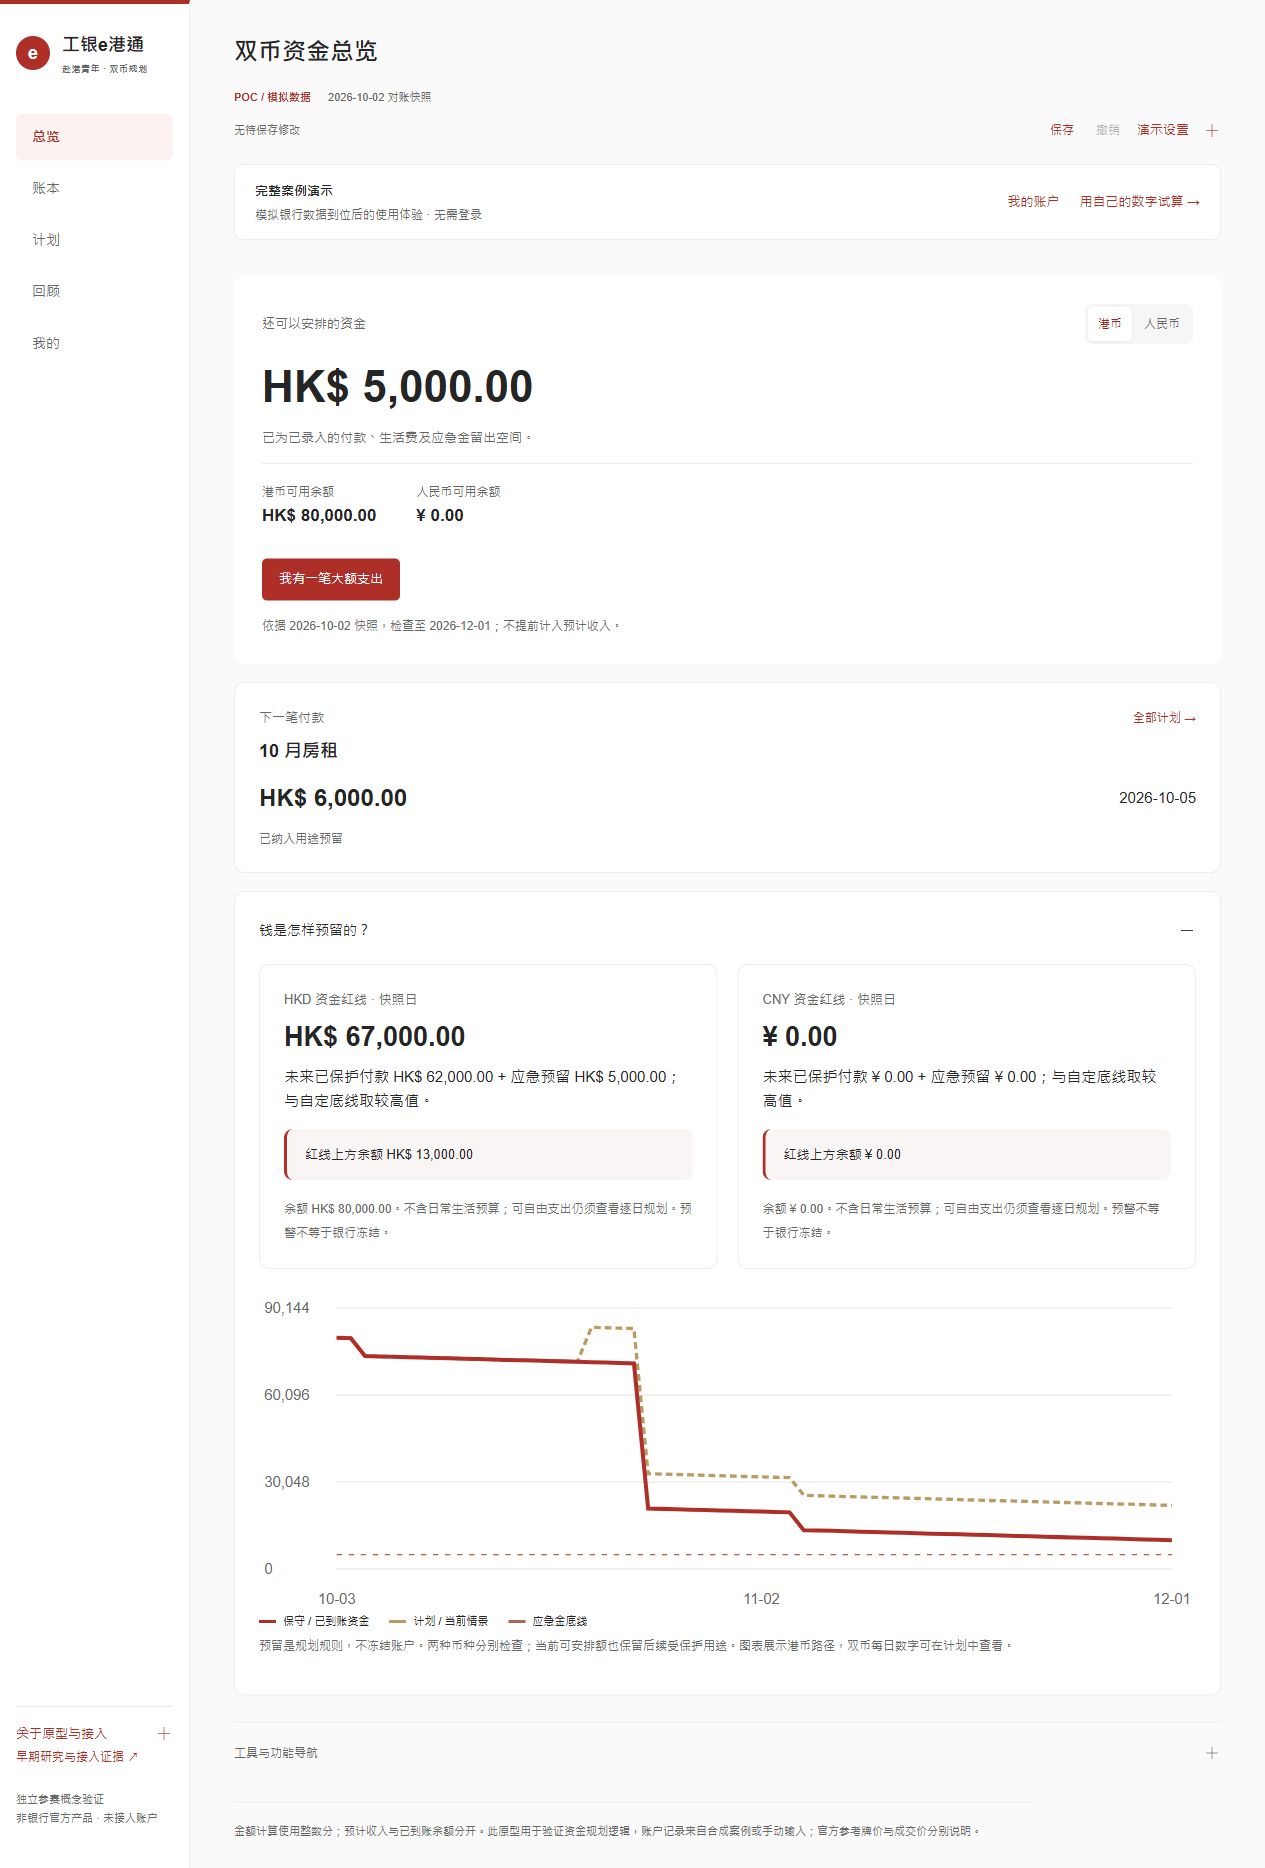 e
工银e港通
赴港青年 · 双币规划
总览
账本
计划
回顾
我的
关于原型与接入 +
早期研究与接入证据 ↗
独立参赛概念验证
非银行官方产品 · 未接入账户
双币资金总览
POC / 模拟数据 2026-10-02 对账快照
无待保存修改 保存 撤销 演示设置 +
完整案例演示
模拟银行数据到位后的使用体验 · 无需登录
我的账户 用自己的数字试算 →
还可以安排的资金 港币 人民币
HK$ 5,000.00
已为已录入的付款、生活费及应急金留出空间。
港币可用余额 人民币可用余额
HK$ 80,000.00 ¥ 0.00
我有一笔大额支出
依据 2026-10-02 快照，检查至 2026-12-01；不提前计入预计收入。
下一笔付款 全部计划 →
10 月房租
HK$ 6,000.00 2026-10-05
已纳入用途预留
钱是怎样预留的？ —
HKD 资金红线 · 快照日
HK$ 67,000.00
未来已保护付款 HK$ 62,000.00 + 应急预留 HK$ 5,000.00；
与自定底线取较高值。
红线上方余额 HK$ 13,000.00
余额 HK$ 80,000.00。不含日常生活预算；可自由支出仍须查看逐日规划。预
警不等于银行冻结。
CNY 资金红线 · 快照日
¥ 0.00
未来已保护付款 ¥ 0.00 + 应急预留 ¥ 0.00；与自定底线取较
高值。
红线上方余额 ¥ 0.00
余额 ¥ 0.00。不含日常生活预算；可自由支出仍须查看逐日规划。预警不等
于银行冻结。
90,144
60,096
30,048
0
10-03 11-02 12-01
保守 / 已到账资金 计划 / 当前情景 应急金底线
预留是规划规则，不冻结账户。两种币种分别检查；当前可安排额也保留后续受保护用途。图表展示港币路径，双币每日数字可在计划中查看。
工具与功能导航 +
金额计算使用整数分；预计收入与已到账余额分开。此原型用于验证资金规划逻辑，账户记录来自合成案例或手动输入；官方参考牌价与成交价分别说明。